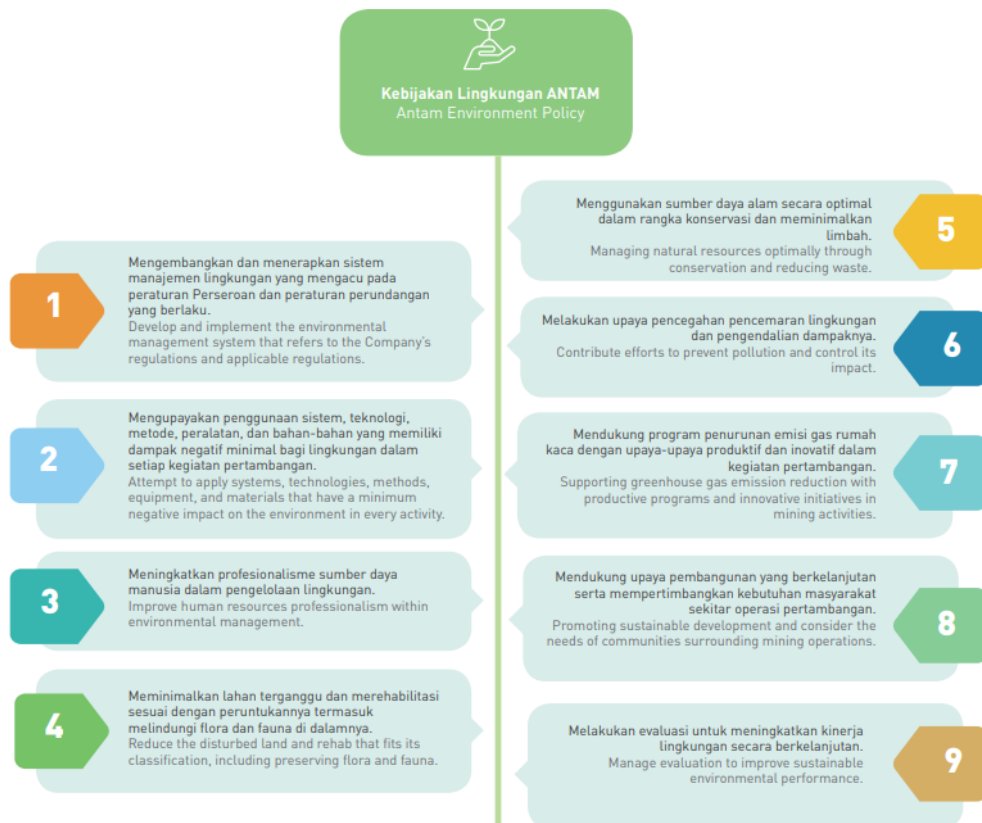 Kebijakan Lingkungan ANTAM
Antam Environment Policy
1
Mengembangkan dan menerapkan sistem
manajemen lingkungan yang mengacu pada
peraturan Perseroan dan peraturan perundangan
yang berlaku.
Develop and implement the environmental
management system that refers to the Company's
regulations and applicable regulations.
2
Mengupayakan penggunaan sistem, teknologi,
metode, peralatan, dan bahan-bahan yang memiliki
dampak negatif minimal bagi lingkungan dalam
setiap kegiatan pertambangan.
Attempt to apply systems, technologies, methods,
equipment, and materials that have a minimum
negative impact on the environment in every activity.
3
Meningkatkan profesionalisme sumber daya
manusia dalam pengelolaan lingkungan.
Improve human resources professionalism within
environmental management.
4
Meminimalkan lahan terganggu dan merehabilitasi
sesuai dengan peruntukannya termasuk
melindungi flora dan fauna di dalamnya.
Reduce the disturbed land and rehab that fits its
classification, including preserving flora and fauna.
Menggunakan sumber daya alam secara optimal
dalam rangka konservasi dan meminimalkan
limbah.
Managing natural resources optimally through
conservation and reducing waste.
5
Melakukan upaya pencegahan pencemaran lingkungan
dan pengendalian dampaknya.
Contribute efforts to prevent pollution and control its
impact.
6
Mendukung program penurunan emisi gas rumah
kaca dengan upaya-upaya produktif dan inovatif dalam
kegiatan pertambangan.
Supporting greenhouse gas emission reduction with
productive programs and innovative initiatives in
mining activities.
7
Mendukung upaya pembangunan yang berkelanjutan
serta mempertimbangkan kebutuhan masyarakat
sekitar operasi pertambangan.
Promoting sustainable development and consider the
needs of communities surrounding mining operations.
8
Melakukan evaluasi untuk meningkatkan kinerja
lingkungan secara berkelanjutan.
Manage evaluation to improve sustainable
environmental performance.
9